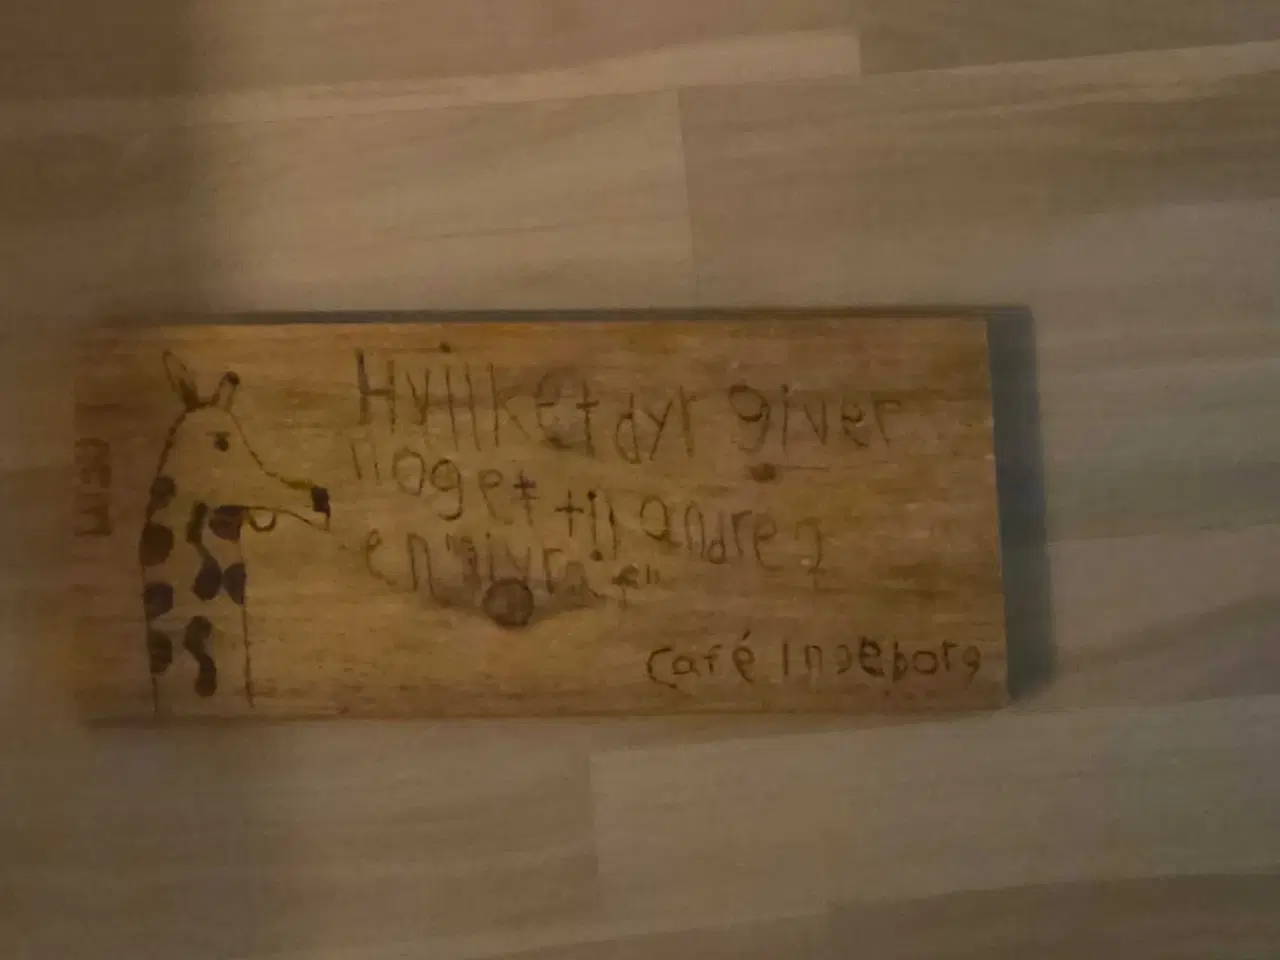 Hvilket dyr giver
noget til andre?
en "givraf"
Café Ingeborg